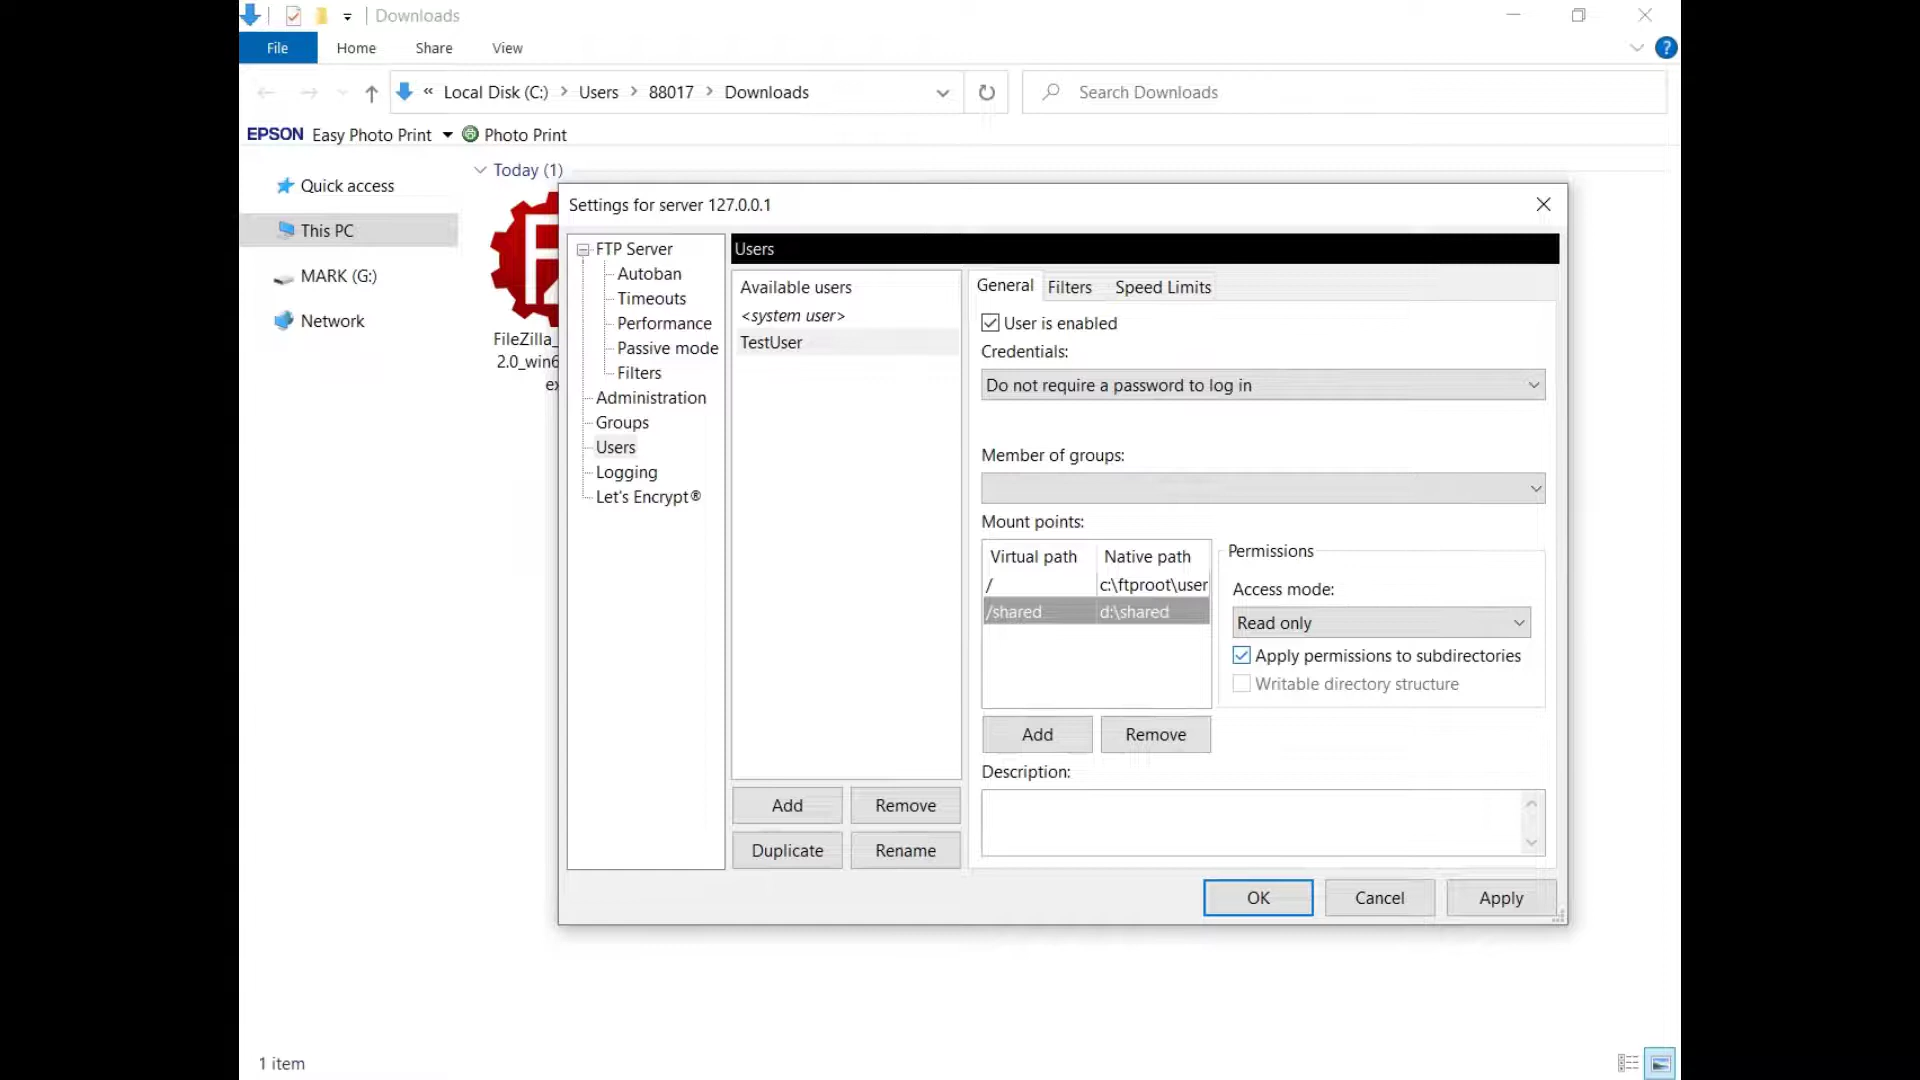 Downloads
File
Home
Share
View
?
« Local Disk (C:) > Users > 88017 > Downloads
Search Downloads
EPSON Easy Photo Print
Photo Print
Quick access
This PC
MARK (G:)
Network
Today (1)
FileZilla_
2.0_win6
ex
Settings for server 127.0.0.1
FTP Server
Autoban
Timeouts
Performance
Passive mode
Filters
Administration
Groups
Users
Logging
Let's Encrypt®
Users
Available users
<system user>
TestUser
Add
Remove
Duplicate
Rename
General
Filters
Speed Limits
User is enabled
Credentials:
Do not require a password to log in
Member of groups:
Mount points:
Virtual path
Native path
/
c:\ftproot\user
/shared
d:\shared
Permissions
Access mode:
Read only
Apply permissions to subdirectories
Writable directory structure
Add
Remove
Description:
OK
Cancel
Apply
1 item